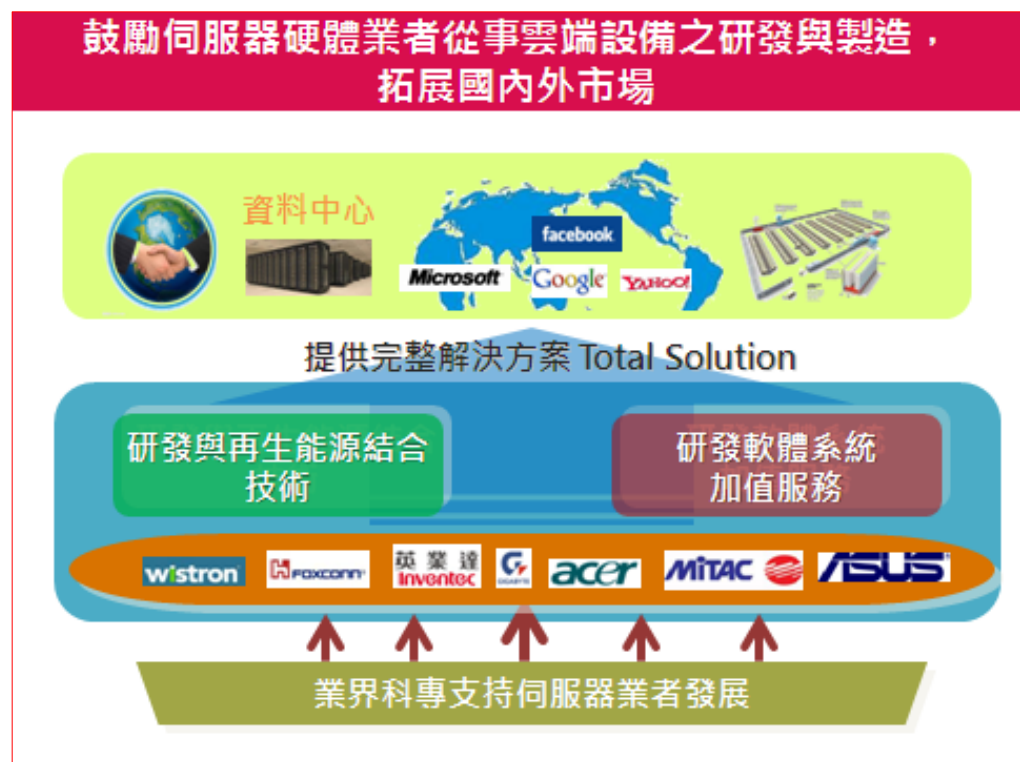 鼓勵伺服器硬體業者從事雲端設備之研發與製造，
拓展國內外市場
資料中心
facebook
Microsoft
Google
YAHOO!
提供完整解決方案 Total Solution
研發與再生能源結合
技術
研發軟體系統
加值服務
wistron
FOXCONN
英業達
Inventec
GIGABYTE
acer
MiTAC
ASUS
業界科專支持伺服器業者發展